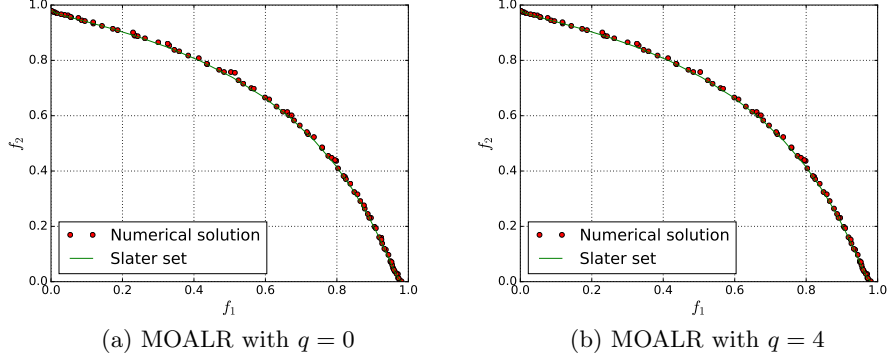 1.0
0.8
0.6
0.4
0.2
0.0
f2
0.0 0.2 0.4 0.6 0.8 1.0
f1
Numerical solution
Slater set
(a) MOALR with q = 0
1.0
0.8
0.6
0.4
0.2
0.0
f2
0.0 0.2 0.4 0.6 0.8 1.0
f1
Numerical solution
Slater set
(b) MOALR with q = 4